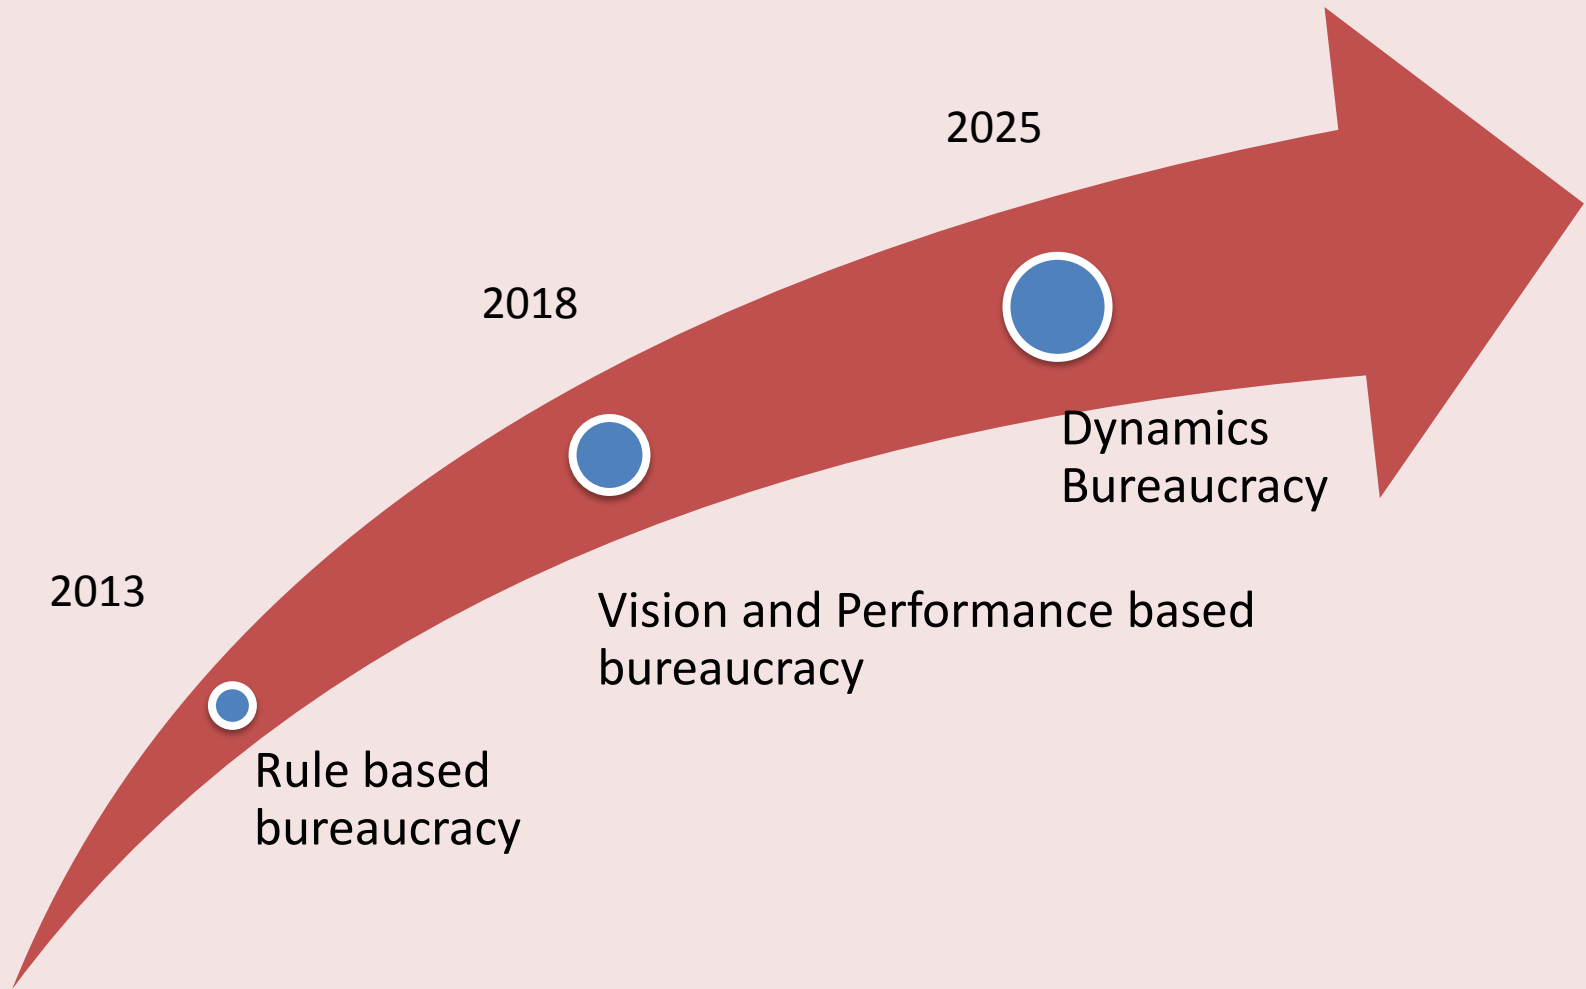 2025
2018
2013
Dynamics
Bureaucracy
Vision and Performance based
bureaucracy
Rule based
bureaucracy